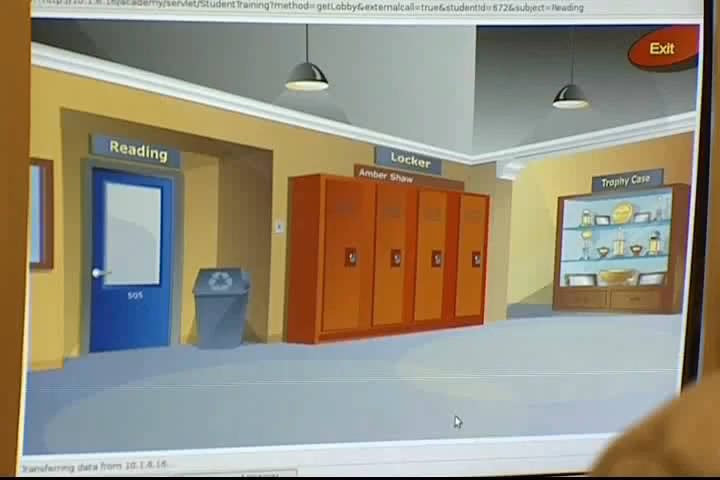 http://10.1.6.16/academy/servlet/StudentTraining?method=getLobby&externalcall=true&studentId=672&subject=Reading
Exit
Reading
Locker
Amber Shaw
Trophy Case
505
Transferring data from 10.1.6.16...